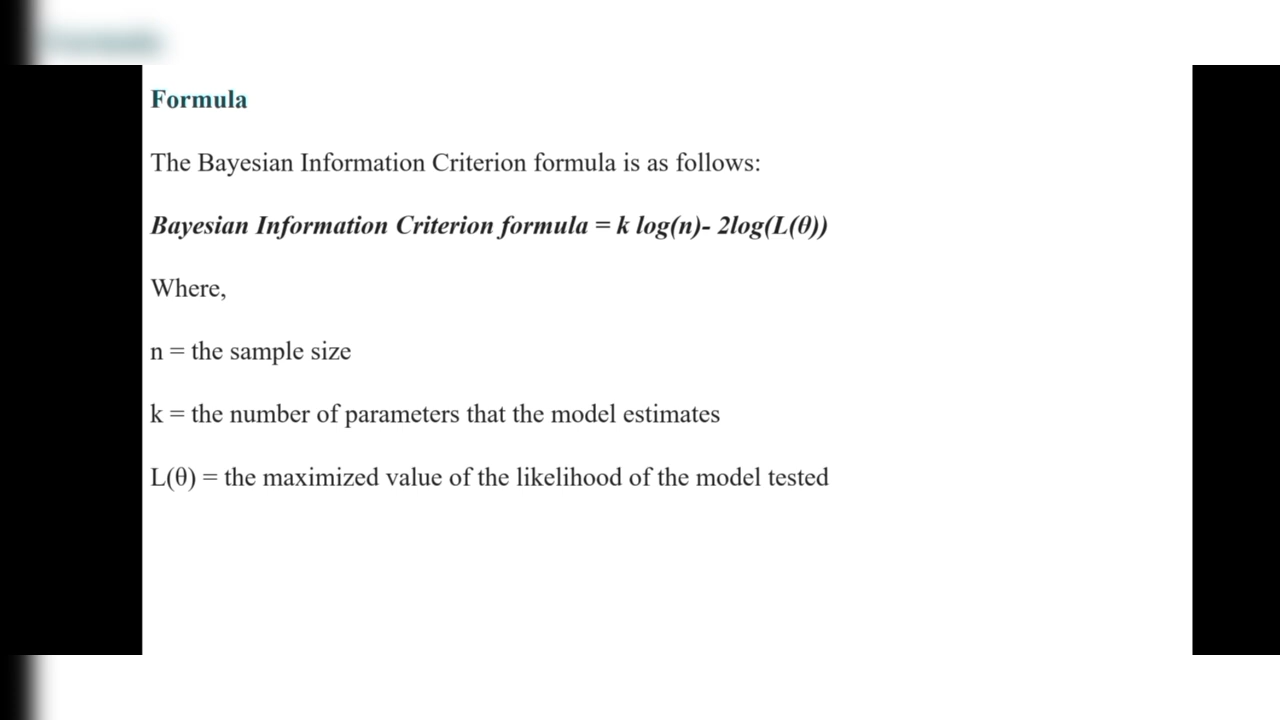 Formula
The Bayesian Information Criterion formula is as follows:
Bayesian Information Criterion formula = k log(n)- 2log(L(θ))
Where,
n = the sample size
k = the number of parameters that the model estimates
L(θ) = the maximized value of the likelihood of the model tested